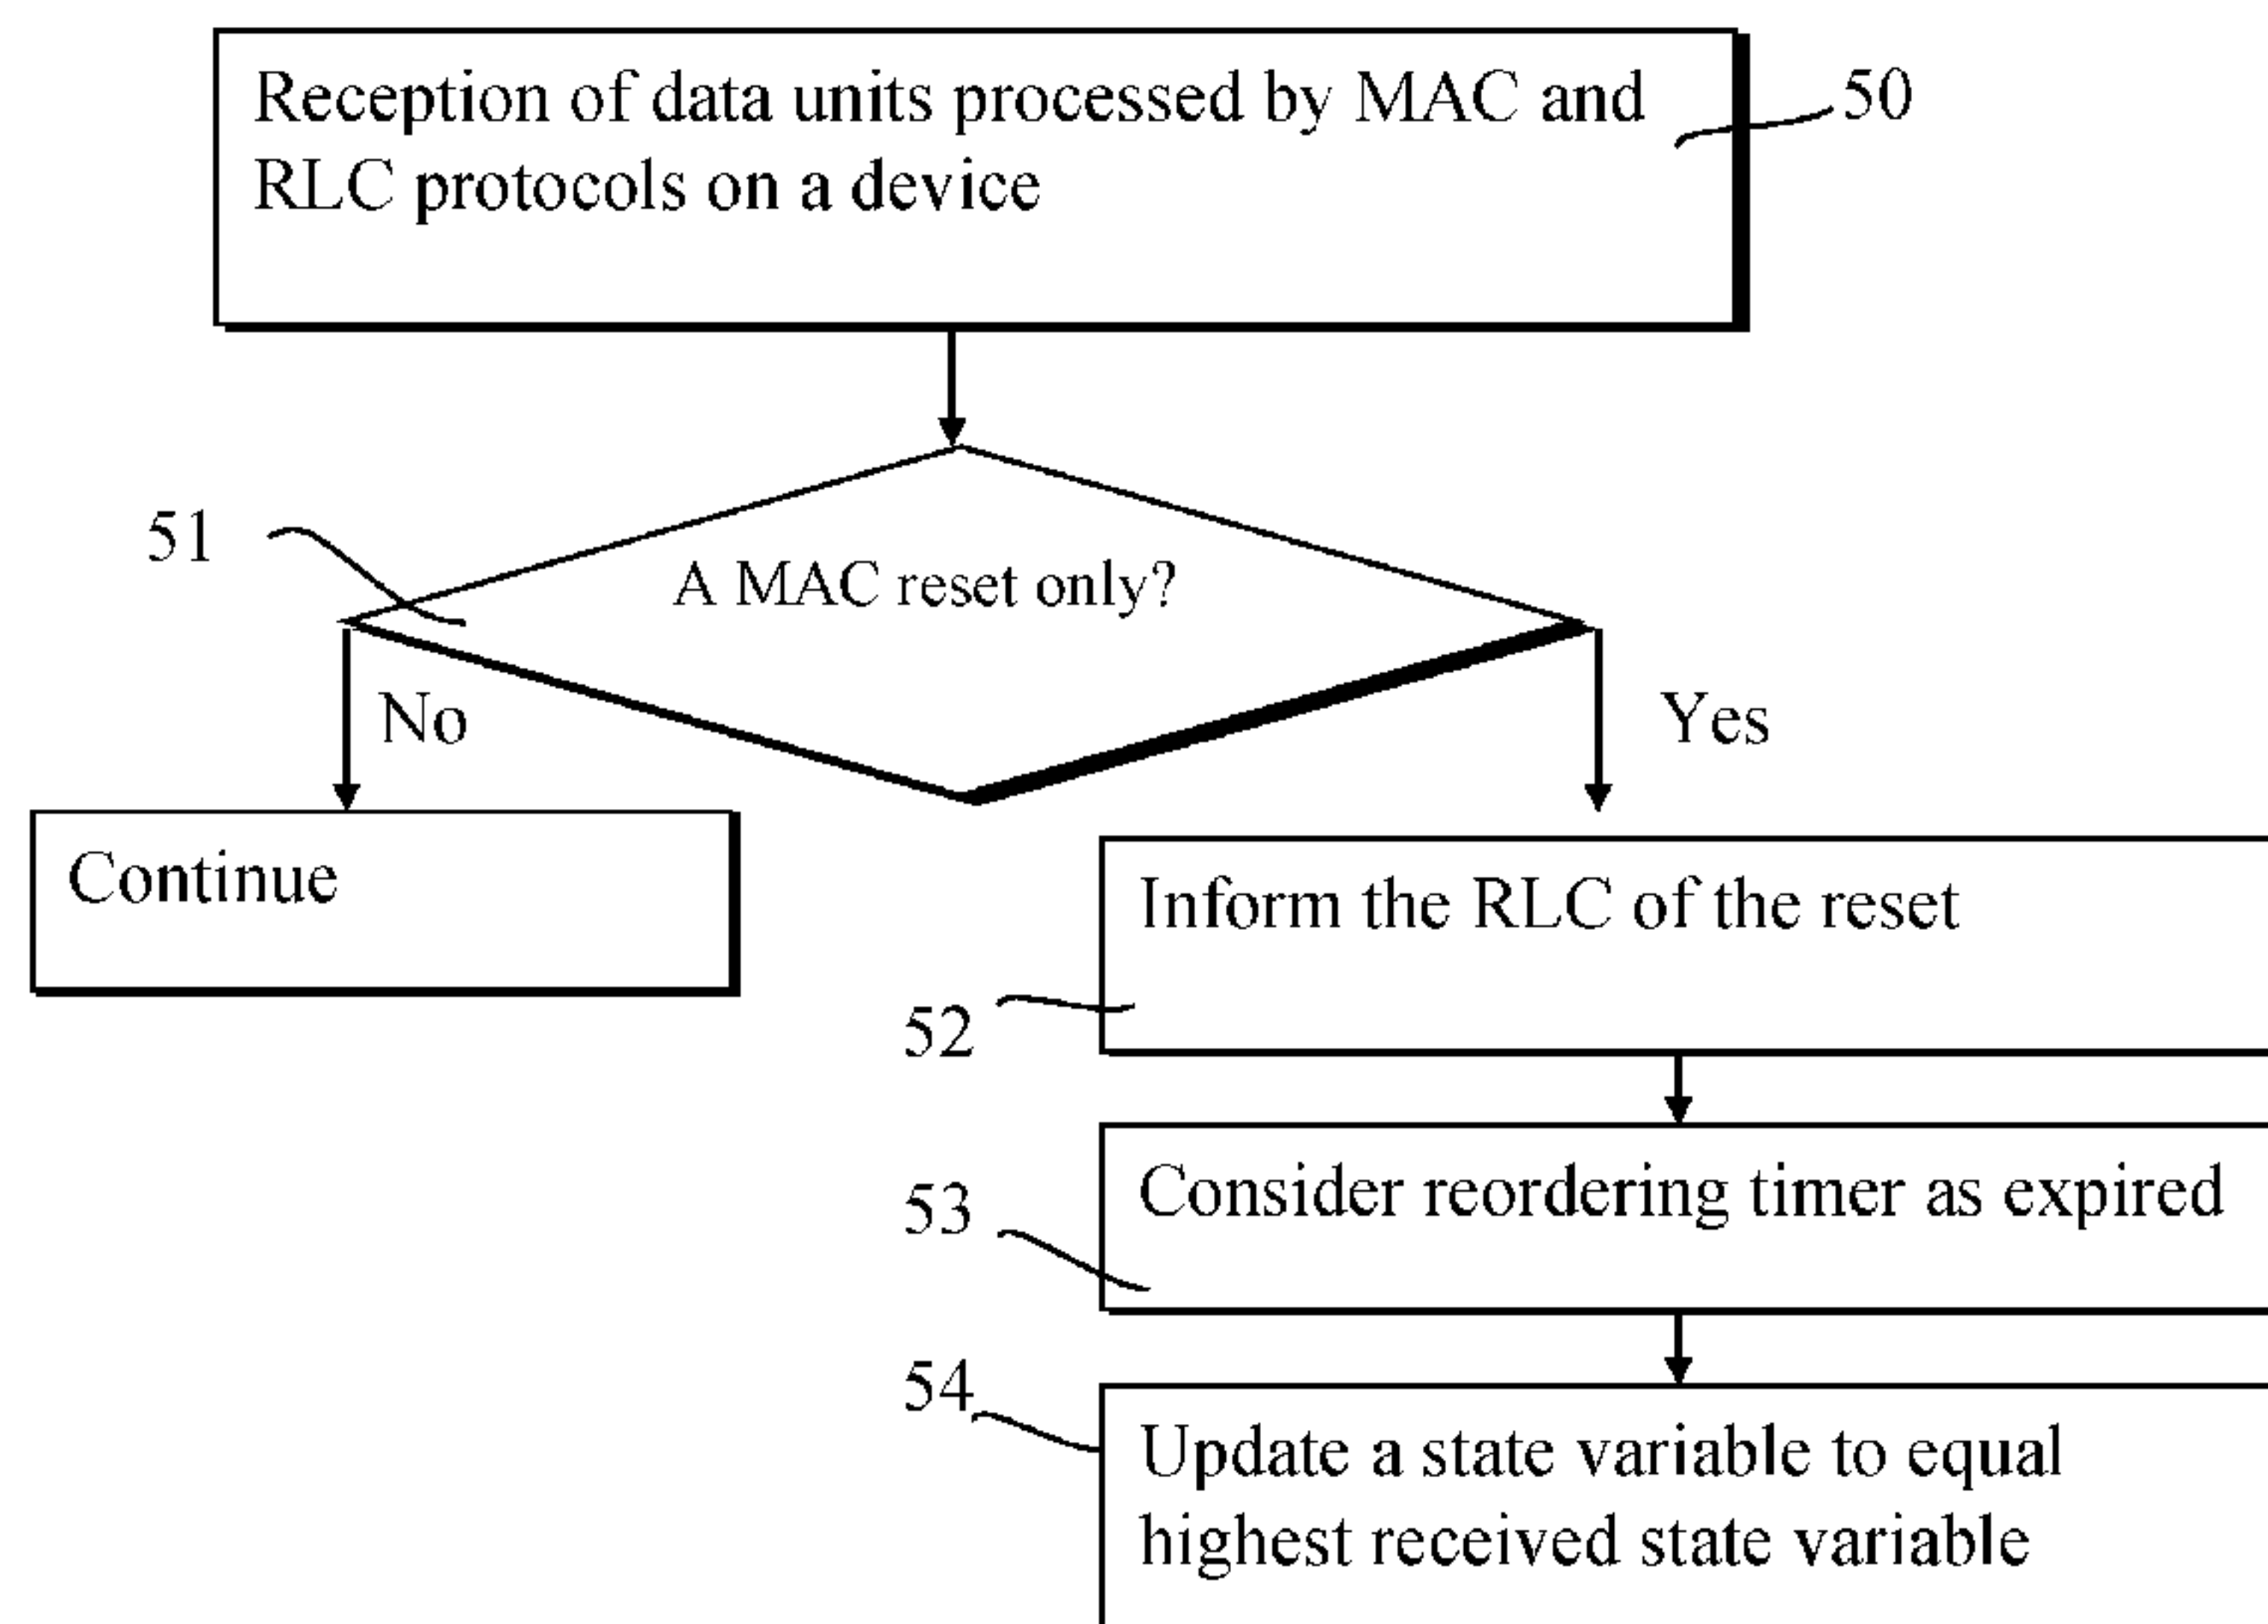 Reception of data units processed by MAC and
RLC protocols on a device
50
51
A MAC reset only?
No
Yes
Continue
Inform the RLC of the reset
52
Consider reordering timer as expired
53
54
Update a state variable to equal
highest received state variable